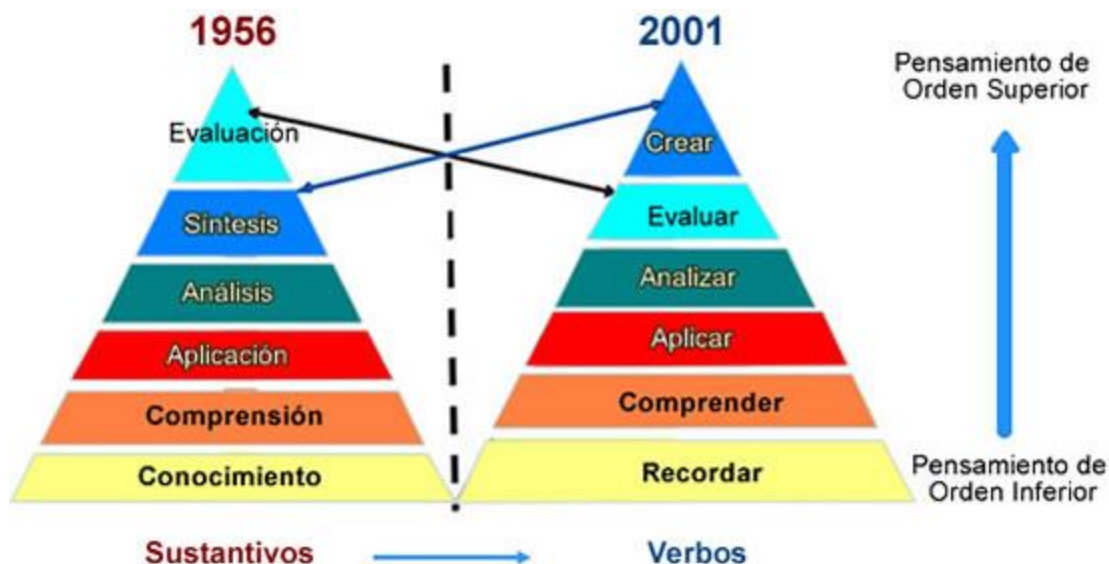 1956
Evaluación
Síntesis
Análisis
Aplicación
Comprensión
Conocimiento
2001
Crear
Evaluar
Analizar
Aplicar
Comprender
Recordar
Pensamiento de
Orden Superior
Pensamiento de
Orden Inferior
Sustantivos
Verbos